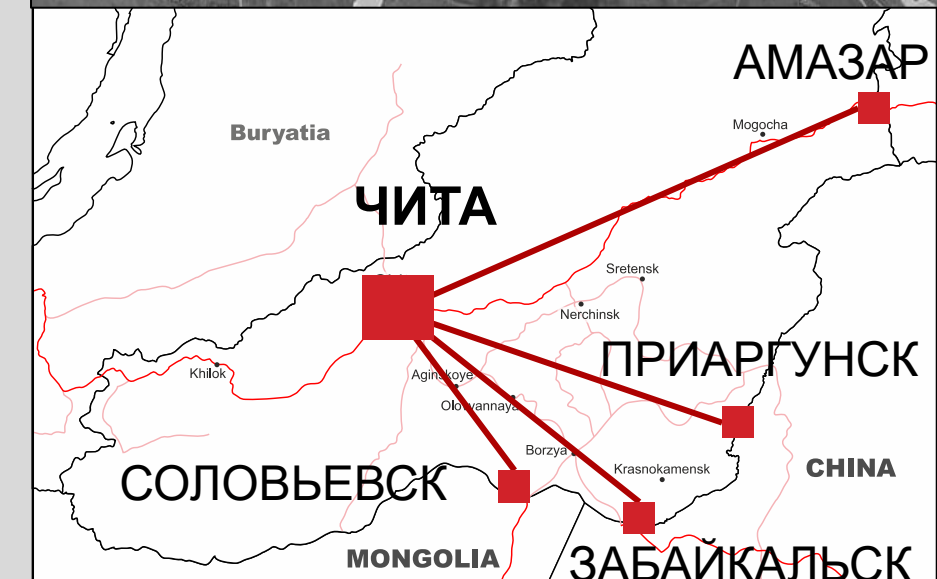 АМАЗАР
Mogocha
Buryatia
ЧИТА
Sretensk
Nerchinsk
ПРИАРГУНСК
Khilok
Aginskoye
Olovyannaya
Borzya
Krasnokamensk
CHINA
СОЛОВЬЕВСК
MONGOLIA
ЗАБАЙКАЛЬСК